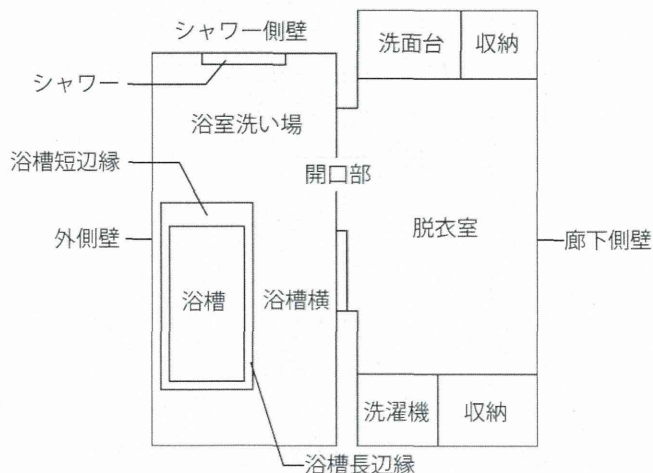 シャワー側壁
洗面台
収納
シャワー
浴室洗い場
浴槽短辺縁
開口部
外側壁
脱衣室
廊下側壁
浴槽
浴槽横
洗濯機
収納
浴槽長辺縁